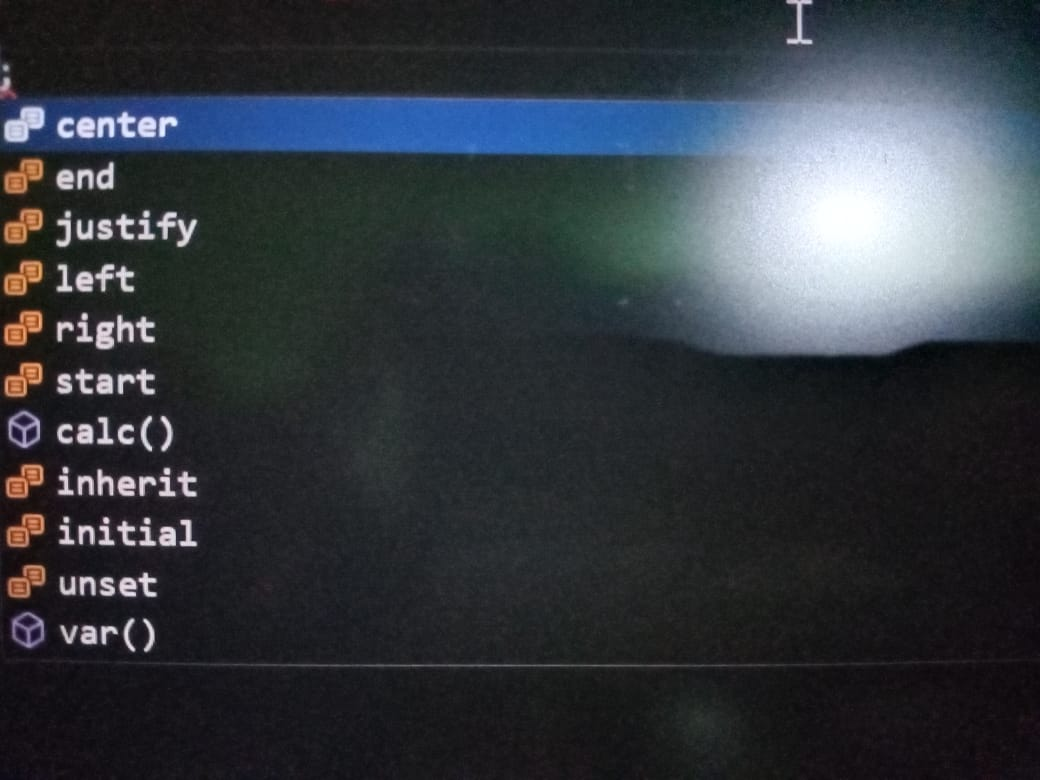 ;
center
end
justify
left
right
start
calc()
inherit
initial
unset
var()